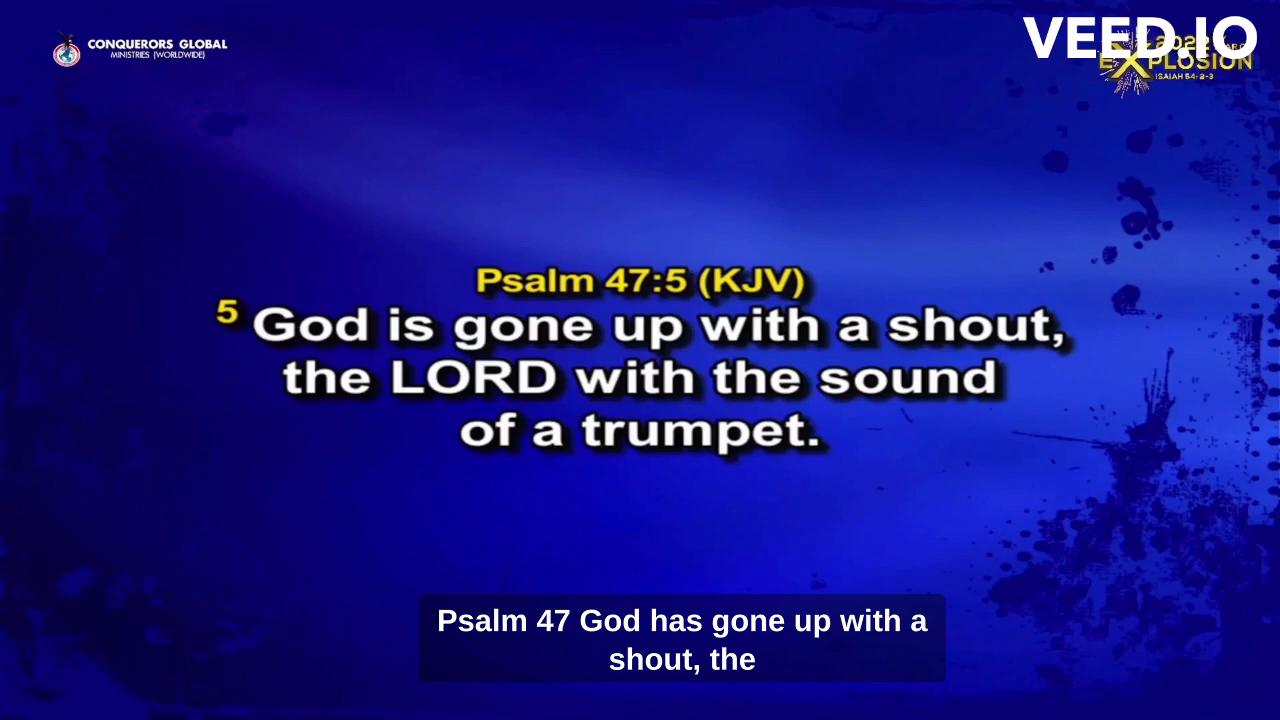 CONQUERORS GLOBAL
MINISTRIES (WORLDWIDE)
VEED.IO
2022
EXPLOSION
ISAIAH 54: 2-3
Psalm 47:5 (KJV)
5 God is gone up with a shout,
the LORD with the sound
of a trumpet.
Psalm 47 God has gone up with a
shout, the